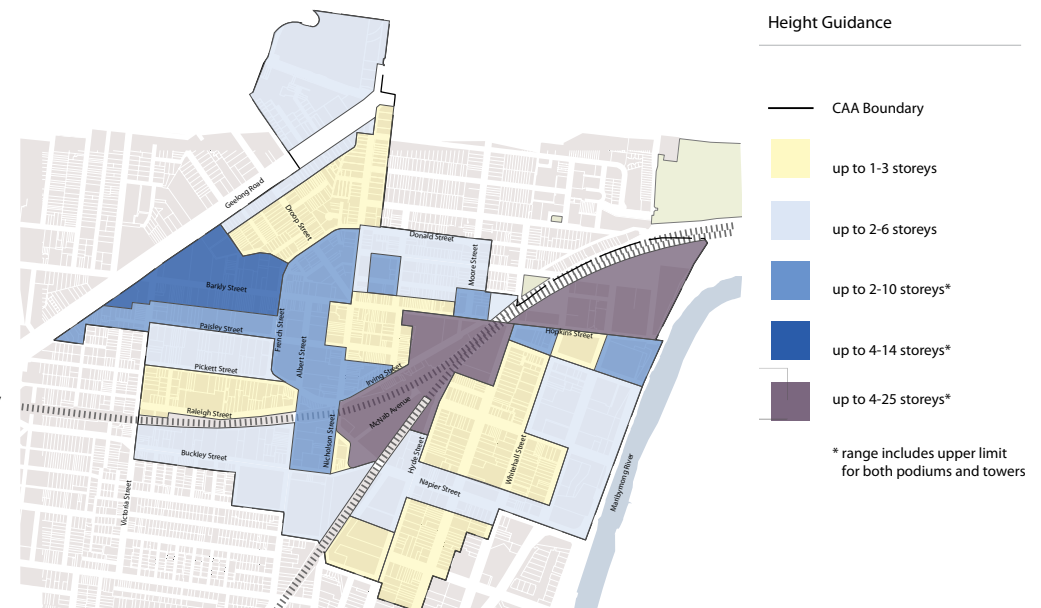 Height Guidance
CAA Boundary
up to 1-3 storeys
up to 2-6 storeys
up to 2-10 storeys*
up to 4-14 storeys*
up to 4-25 storeys*
* range includes upper limit
for both podiums and towers
Geelong Road
Droop Street
Donald Street
Moore Street
Barkly Street
Paisley Street
French Street
Albert Street
Hopkins Street
Pickett Street
Irving Street
Raleigh Street
McNab Avenue
Nicholson Street
Buckley Street
Hyde Street
Whitehall Street
Napier Street
Victoria Street
Maribyrnong River